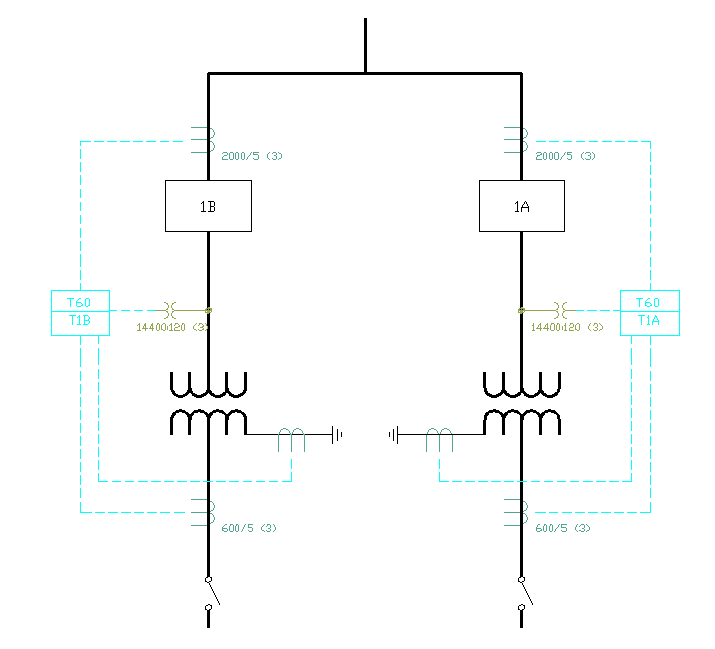 2000/5 (3)
2000/5 (3)
1B
1A
T60
T1B
T60
T1A
14400:120 (3)
14400:120 (3)
600/5 (3)
600/5 (3)